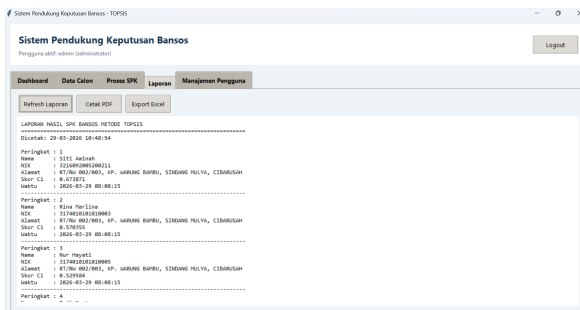 Sistem Pendukung Keputusan Bansos - TOPSIS
Sistem Pendukung Keputusan Bansos
Pengguna aktif: admin (administrator)
Logout
Dashboard Data Calon Proses SPK Laporan Manajemen Pengguna
Refresh Laporan Cetak PDF Export Excel
LAPORAN HASIL SPK BANSOS METODE TOPSIS
======================================================================
Dicetak: 29-03-2026 10:48:54
Peringkat : 1
Nama : Siti Aminah
NIK : 3216092005200211
Alamat : RT/RW 002/003, KP. WARUNG BAMBU, SINDANG MULYA, CIBARUSAH
Skor Ci : 0.673871
Waktu : 2026-03-29 08:08:15
----------------------------------------------------------------------
Peringkat : 2
Nama : Rina Marlina
NIK : 3174010101010003
Alamat : RT/RW 002/003, KP. WARUNG BAMBU, SINDANG MULYA, CIBARUSAH
Skor Ci : 0.570355
Waktu : 2026-03-29 08:08:15
----------------------------------------------------------------------
Peringkat : 3
Nama : Nur Hayati
NIK : 3174010101010005
Alamat : RT/RW 002/003, KP. WARUNG BAMBU, SINDANG MULYA, CIBARUSAH
Skor Ci : 0.529584
Waktu : 2026-03-29 08:08:15
----------------------------------------------------------------------
Peringkat : 4